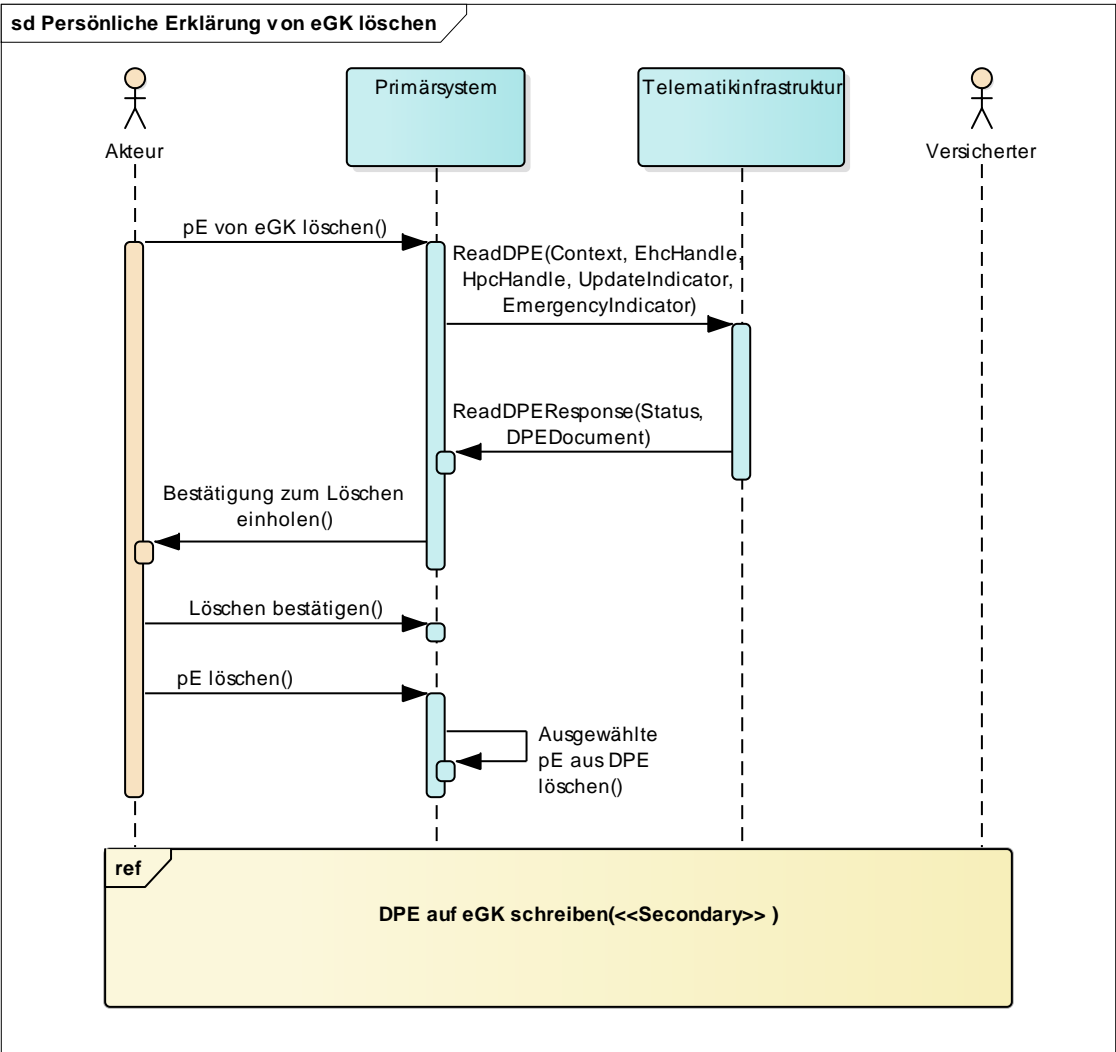 sd Persönliche Erklärung von eGK löschen
Akteur
Primärsystem
Telematikinfrastruktur
Versicherter
pE von eGK löschen()
ReadDPE(Context, EhcHandle,
HpcHandle, UpdateIndicator,
EmergencyIndicator)
ReadDPEResponse(Status,
DPEDocument)
Bestätigung zum Löschen
einholen()
Löschen bestätigen()
pE löschen()
Ausgewählte
pE aus DPE
löschen()
ref
DPE auf eGK schreiben(<<Secondary>> )